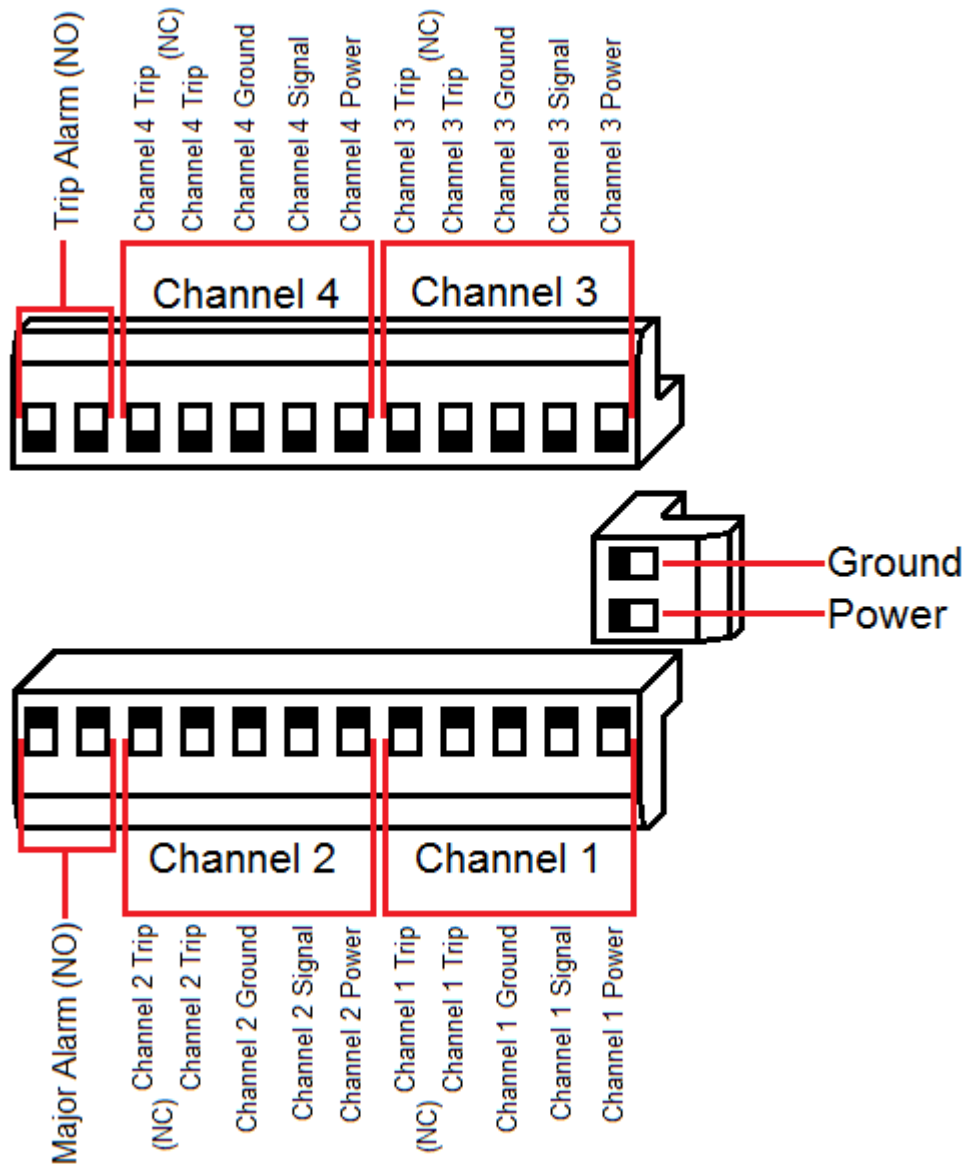 Trip Alarm (NO)
Channel 4 Trip
(NC)
Channel 4 Trip
Channel 4 Ground
Channel 4 Signal
Channel 4 Power
Channel 3 Trip
(NC)
Channel 3 Trip
Channel 3 Ground
Channel 3 Signal
Channel 3 Power
Channel 4
Channel 3
Ground
Power
Channel 2
Channel 1
Major Alarm (NO)
Channel 2 Trip
(NC)
Channel 2 Trip
Channel 2 Ground
Channel 2 Signal
Channel 2 Power
Channel 1 Trip
(NC)
Channel 1 Trip
Channel 1 Ground
Channel 1 Signal
Channel 1 Power